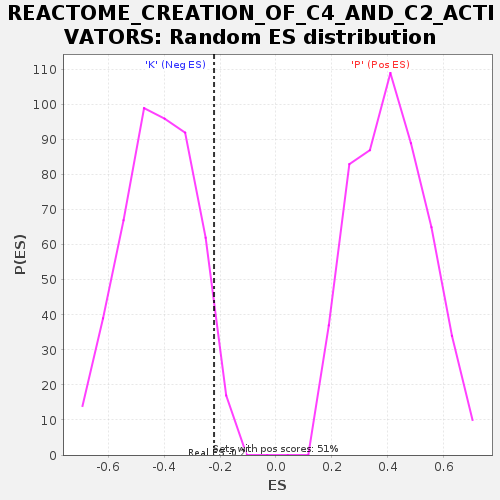 REACTOME_CREATION_OF_C4_AND_C2_ACTI
VATORS: Random ES distribution
'K' (Neg ES)
'P' (Pos ES)
110
100
90
80
70
60
50
40
30
20
10
0
P(ES)
Sets with pos scores: 51%
Real ES
-0.6
-0.4
-0.2
0.0
0.2
0.4
0.6
ES